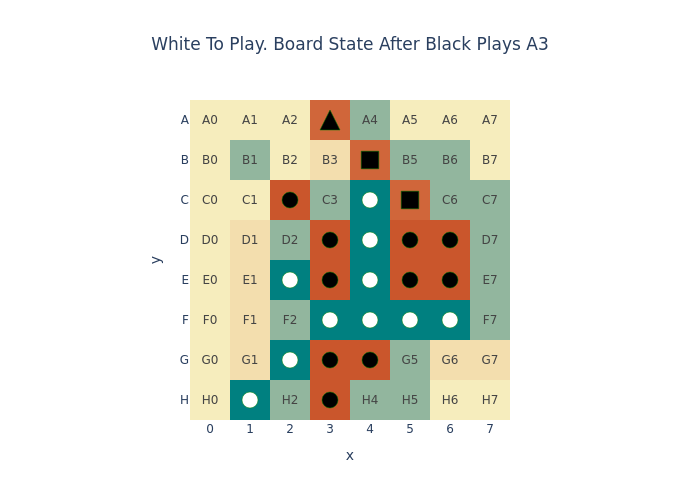 White To Play. Board State After Black Plays A3
A A0 A1 A2 A4 A5 A6 A7
B B0 B1 B2 B3 B5 B6 B7
C C0 C1 C3 C6 C7
D D0 D1 D2 D7
E E0 E1 E7
F F0 F1 F2 F7
G G0 G1 G5 G6 G7
H H0 H2 H4 H5 H6 H7
0 1 2 3 4 5 6 7
x
y